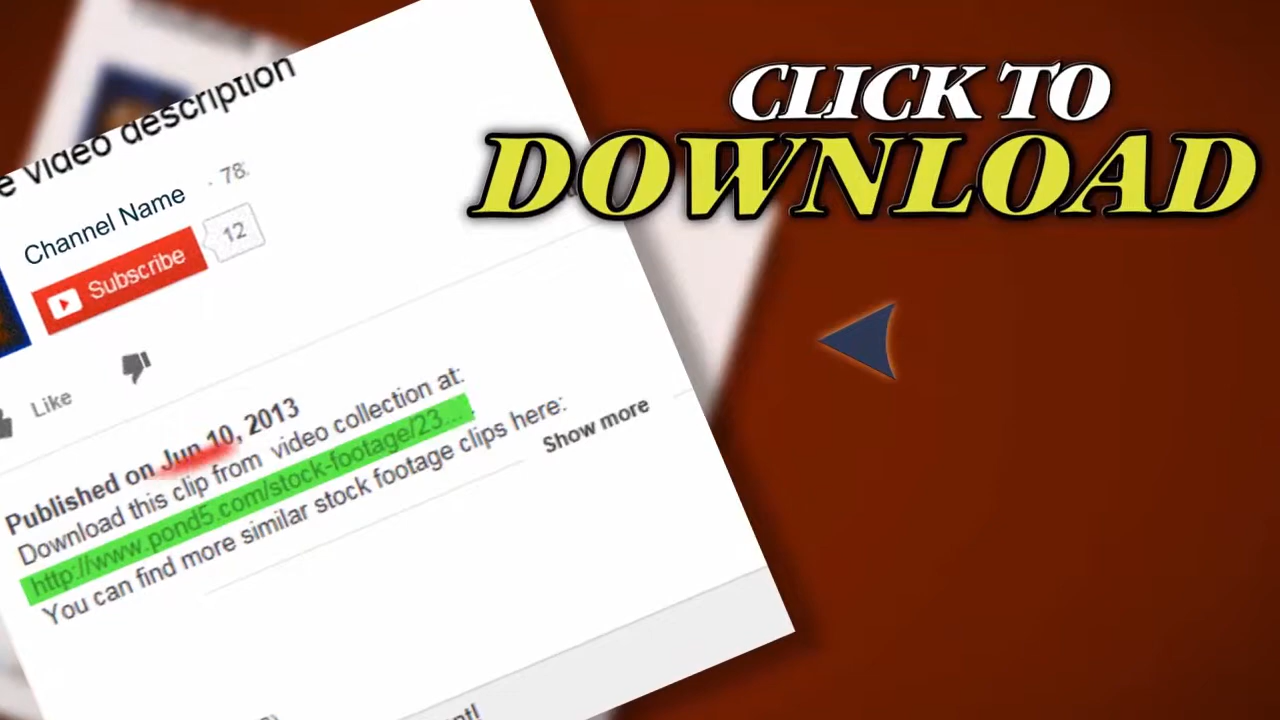 CLICK TO
DOWNLOAD
video description
Channel Name
Subscribe
12
Like
Published on Jun 10, 2013
Download this clip from video collection at:
http://www.pond5.com/stock-footage/23...
You can find more similar stock footage clips here:
Show more